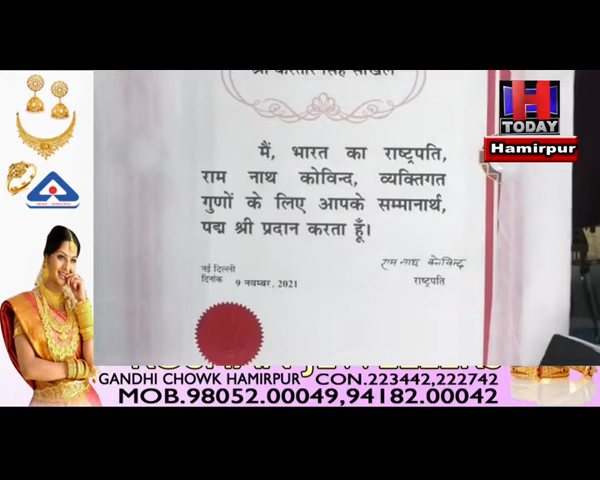 मैं, भारत का राष्ट्रपति,
राम नाथ कोविन्द, व्यक्तिगत
गुणों के लिए आपके सम्मानार्थ,
पद्म श्री प्रदान करता हूँ।
राम नाथ कोविन्द
नई दिल्ली
राष्ट्रपति
दिनांक 9 नवम्बर, 2021
H
TODAY
Hamirpur
GANDHI CHOWK HAMIRPUR CON.223442,222742
MOB.98052.00049,94182.00042